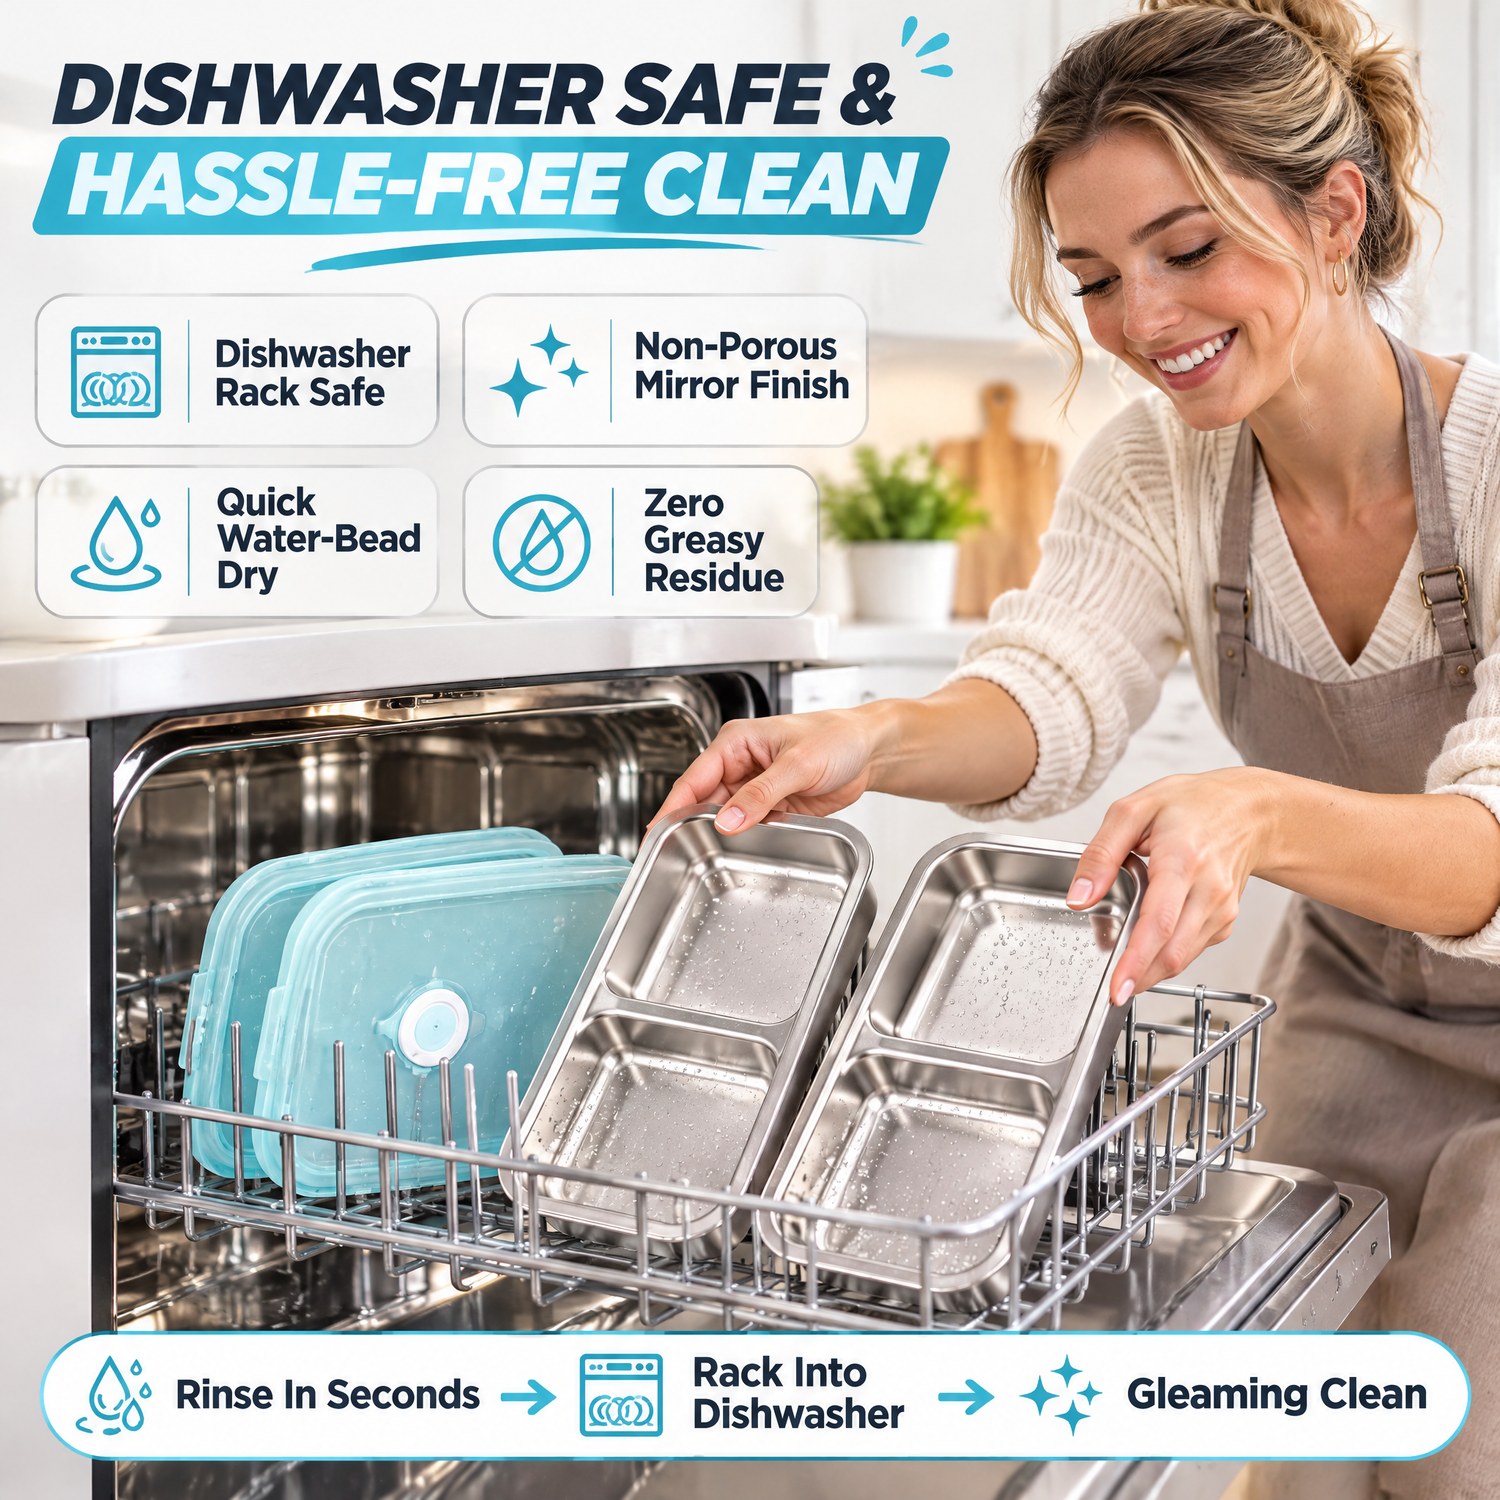 DISHWASHER SAFE &
HASSLE-FREE CLEAN
Dishwasher
Rack Safe
Non-Porous
Mirror Finish
Quick
Water-Bead
Dry
Zero
Greasy
Residue
Rinse In Seconds
Rack Into
Dishwasher
Gleaming Clean